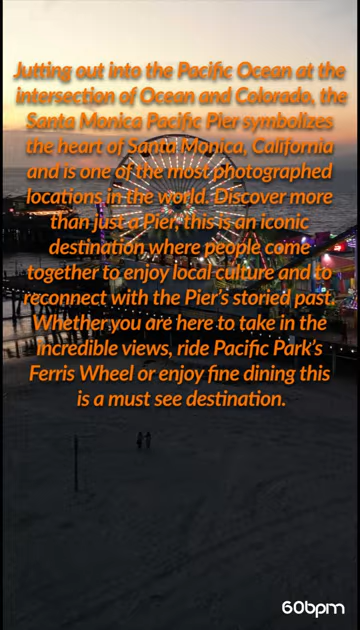 Jutting out into the Pacific Ocean at the
intersection of Ocean and Colorado, the
Santa Monica Pacific Pier symbolizes
the heart of Santa Monica, California
and is one of the most photographed
locations in the world. Discover more
than just a Pier, this is an iconic
destination where people come
together to enjoy local culture and to
reconnect with the Pier's storied past.
Whether you are here to take in the
incredible views, ride Pacific Park's
Ferris Wheel or enjoy fine dining this
is a must see destination.
60bpm